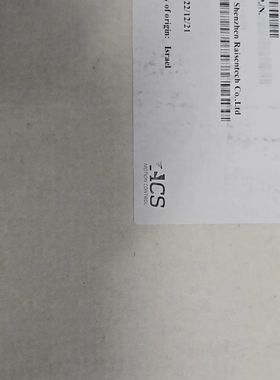 P/N.
Shenzhen Raisentech Co.,Ltd
22/12/21
y of origin: Israel
ACS
MOTION CONTROL